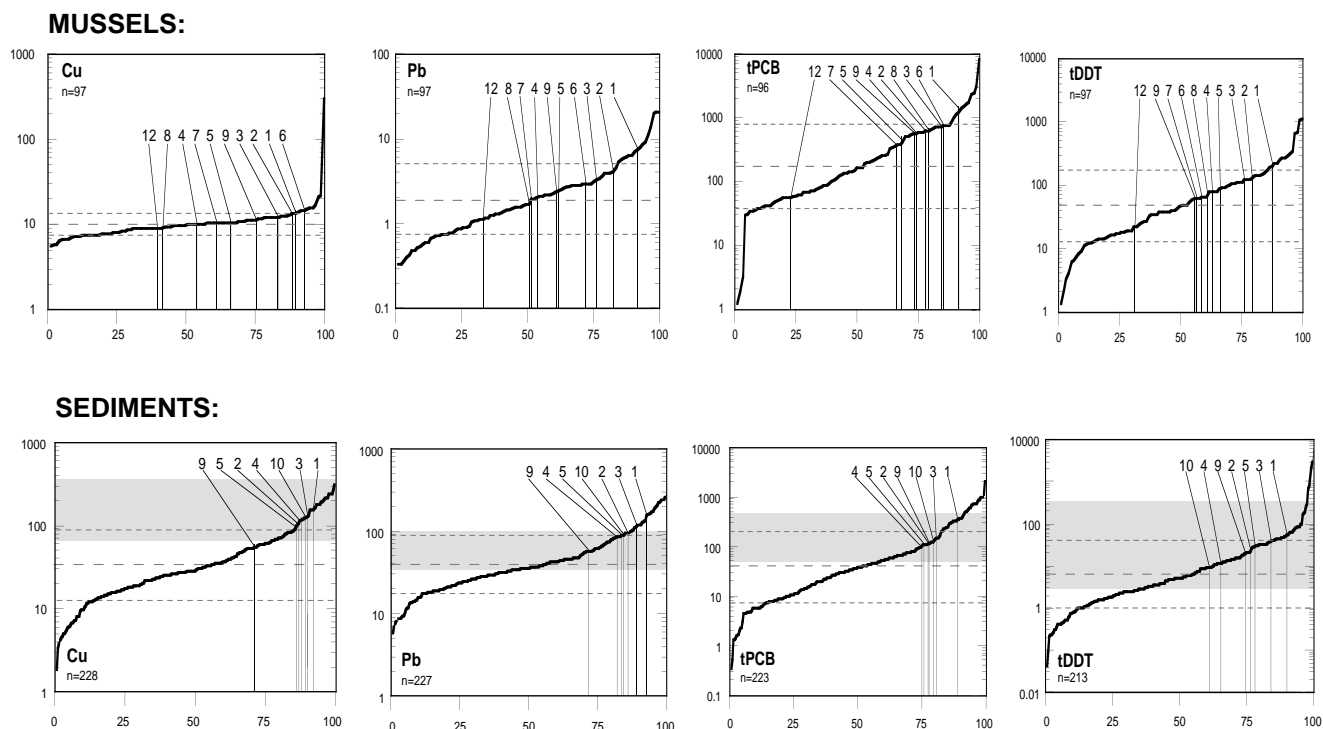 MUSSELS:
1000
100
10
1
Cu
n=97
12 8 4 7 5 9 3 2 1 6
0 25 50 75 100
100
10
1
0.1
Pb
n=97
12 8 7 4 9 5 6 3 2 1
0 25 50 75 100
10000
1000
100
10
1
tPCB
n=96
12 7 5 9 4 2 8 3 6 1
0 25 50 75 100
10000
1000
100
10
1
tDDT
n=97
12 9 7 6 8 4 5 3 2 1
0 25 50 75 100
SEDIMENTS:
1000
100
10
1
9 5 2 4 10 3 1
Cu
n=228
0 25 50 75 100
1000
100
10
1
9 4 5 10 2 3 1
Pb
n=227
0 25 50 75 100
10000
1000
100
10
1
0.1
4 5 2 9 10 3 1
tPCB
n=223
0 25 50 75 100
10000
100
1
0.01
10 4 9 2 5 3 1
tDDT
n=213
0 25 50 75 100